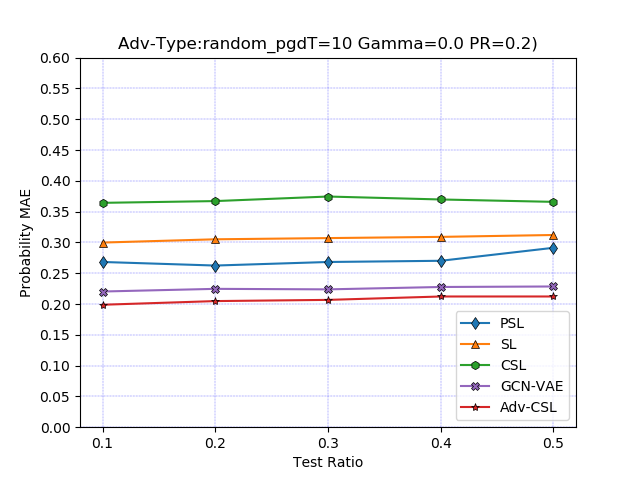 Adv-Type:random_pgdT=10 Gamma=0.0 PR=0.2)
0.60
0.55
0.50
0.45
0.40
0.35
0.30
0.25
0.20
0.15
0.10
0.05
0.00
Probability MAE
PSL
SL
CSL
GCN-VAE
Adv-CSL
0.1 0.2 0.3 0.4 0.5
Test Ratio